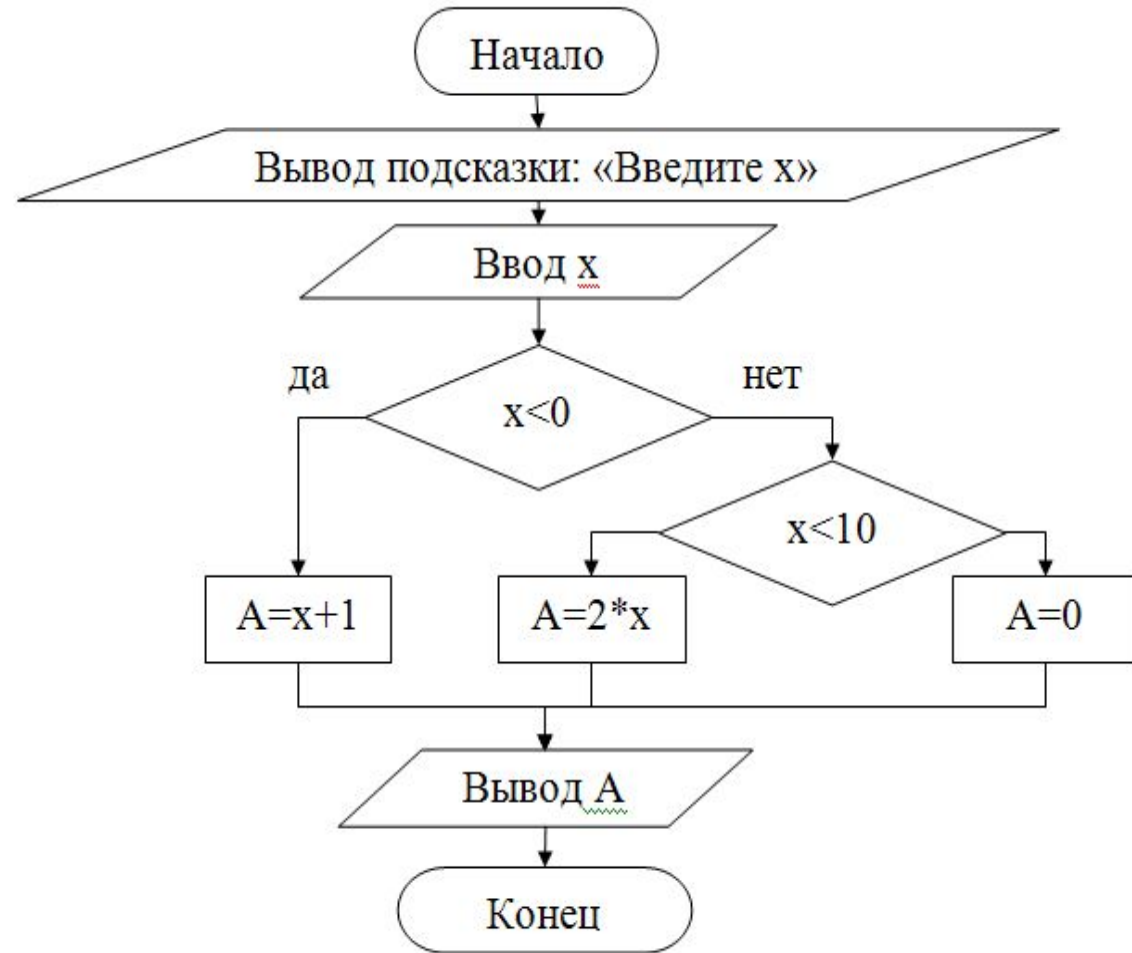 Начало
Вывод подсказки: «Введите x»
Ввод x
да
нет
x<0
x<10
A=x+1
A=2*x
A=0
Вывод A
Конец